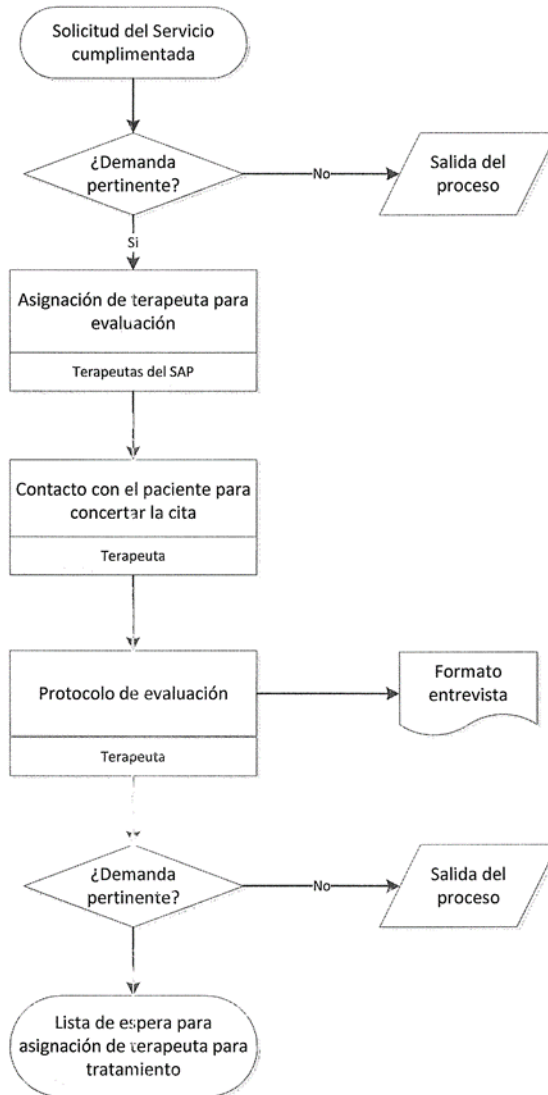 Solicitud del Servicio
cumplimentada
¿Demanda
pertinente?
No
Salida del
proceso
Si
Asignación de terapeuta para
evaluación
Terapeutas del SAP
Contacto con el paciente para
concertar la cita
Terapeuta
Protocolo de evaluación
Formato
entrevista
Terapeuta
¿Demanda
pertinente?
No
Salida del
proceso
Lista de espera para
asignación de terapeuta para
tratamiento